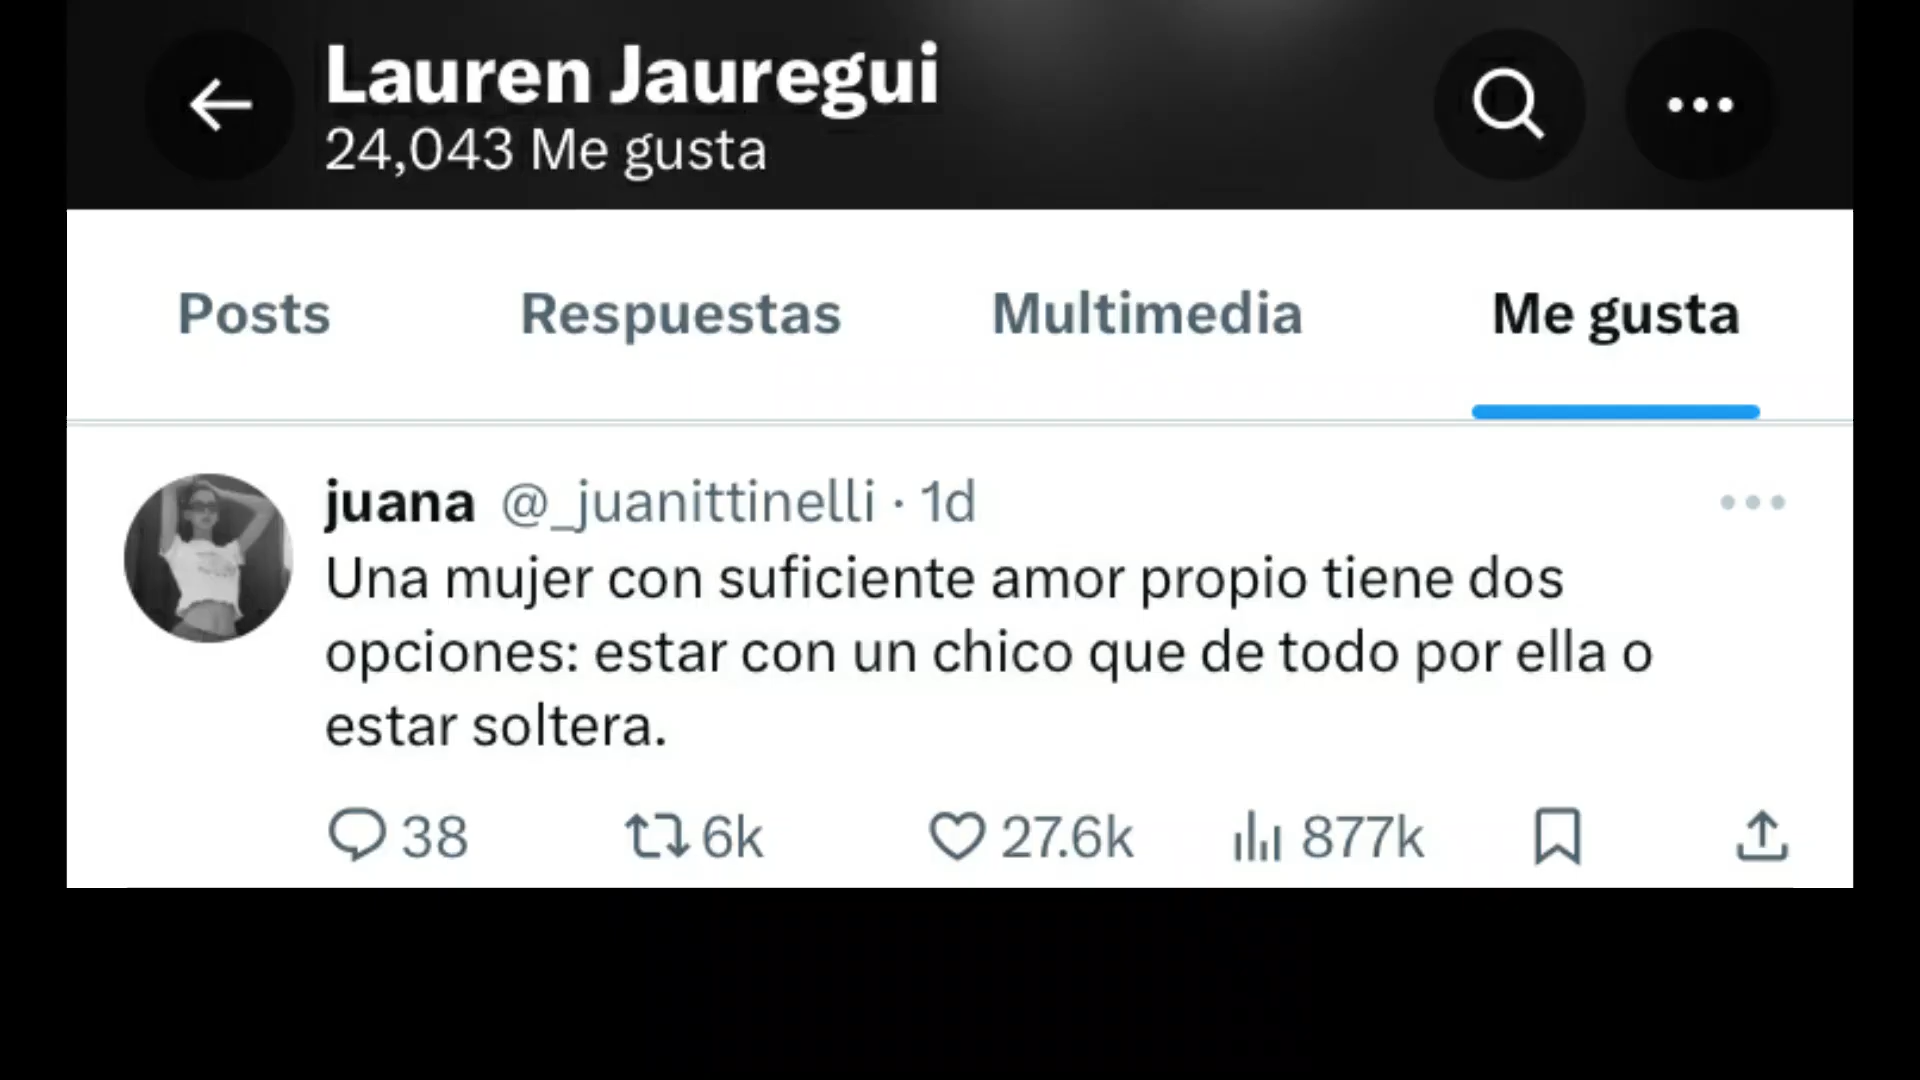 Lauren Jauregui
24,043 Me gusta
Posts Respuestas Multimedia Me gusta
juana @_juanittinelli · 1d
Una mujer con suficiente amor propio tiene dos
opciones: estar con un chico que de todo por ella o
estar soltera.
38 6k 27.6k 877k